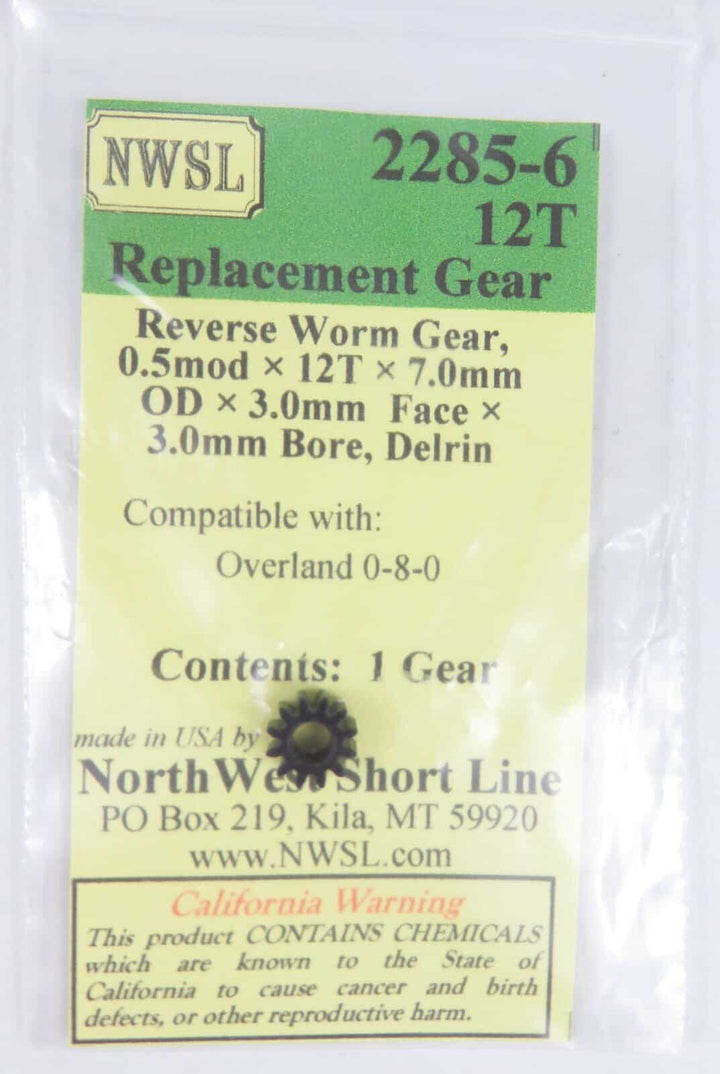 NWSL
2285-6
12T
Replacement Gear
Reverse Worm Gear,
0.5mod × 12T × 7.0mm
OD × 3.0mm Face ×
3.0mm Bore, Delrin
Compatible with:
Overland 0-8-0
Contents: 1 Gear
made in USA by
NorthWest Short Line
PO Box 219, Kila, MT 59920
www.NWSL.com
California Warning
This product CONTAINS CHEMICALS
which are known to the State of
California to cause cancer and birth
defects, or other reproductive harm.